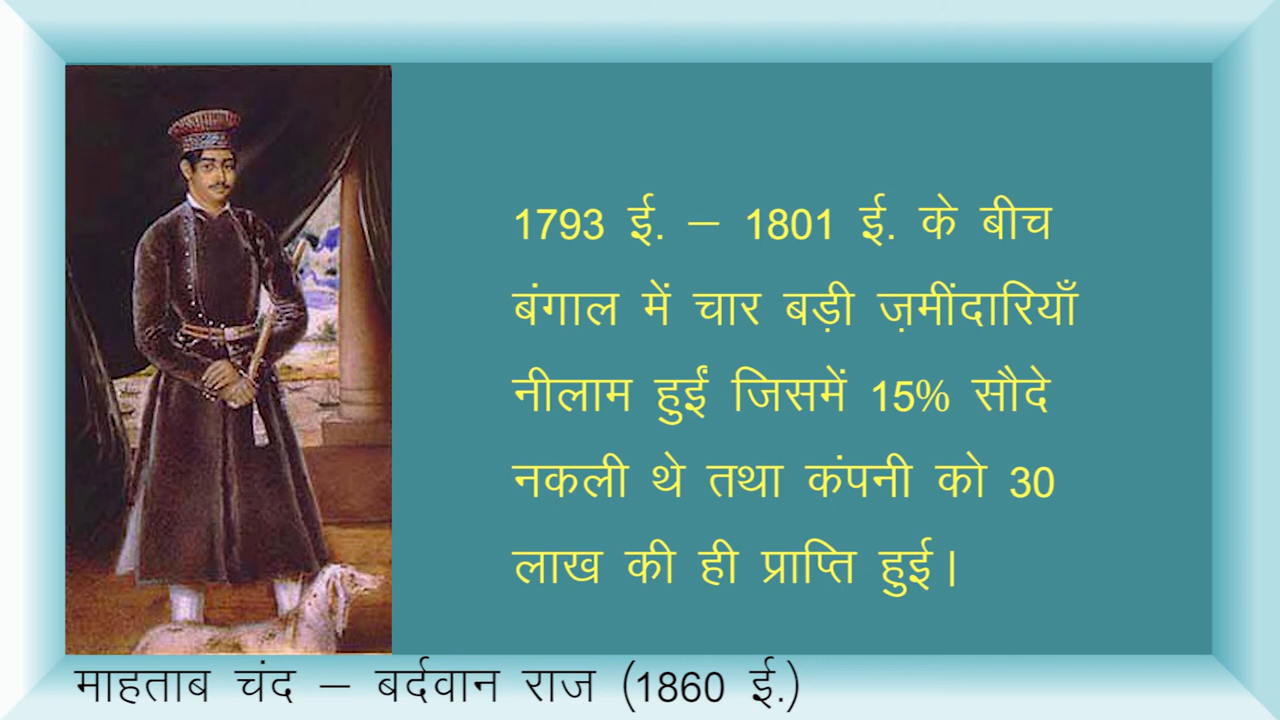 1793 ई. – 1801 ई. के बीच
बंगाल में चार बड़ी ज़मींदारियाँ
नीलाम हुईं जिसमें 15% सौदे
नकली थे तथा कंपनी को 30
लाख की ही प्राप्ति हुई।
माहताब चंद – बर्दवान राज (1860 ई.)